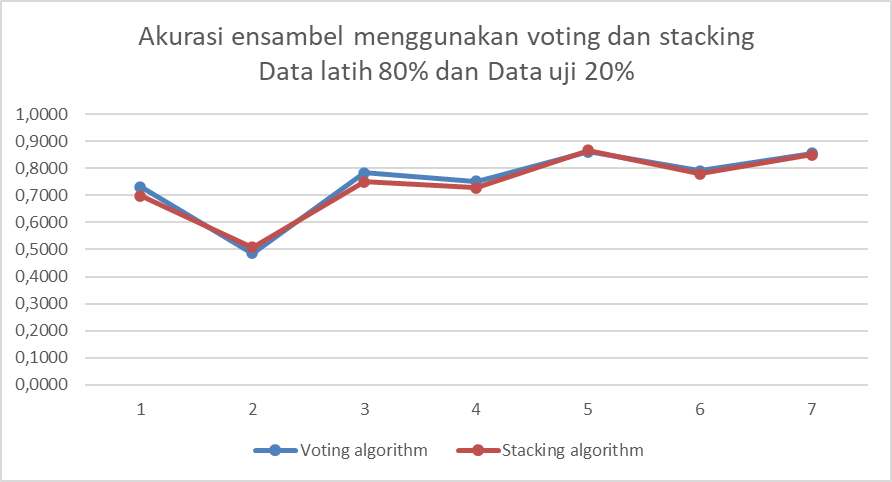 Akurasi ensambel menggunakan voting dan stacking
Data latih 80% dan Data uji 20%
1,0000
0,9000
0,8000
0,7000
0,6000
0,5000
0,4000
0,3000
0,2000
0,1000
0,0000
1 2 3 4 5 6 7
Voting algorithm Stacking algorithm